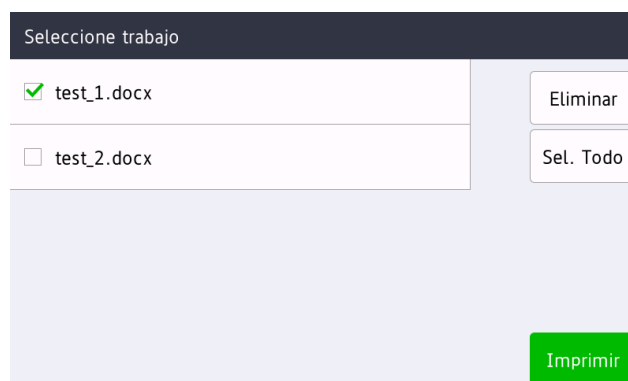 Seleccione trabajo
test_1.docx
Eliminar
test_2.docx
Sel. Todo
Imprimir